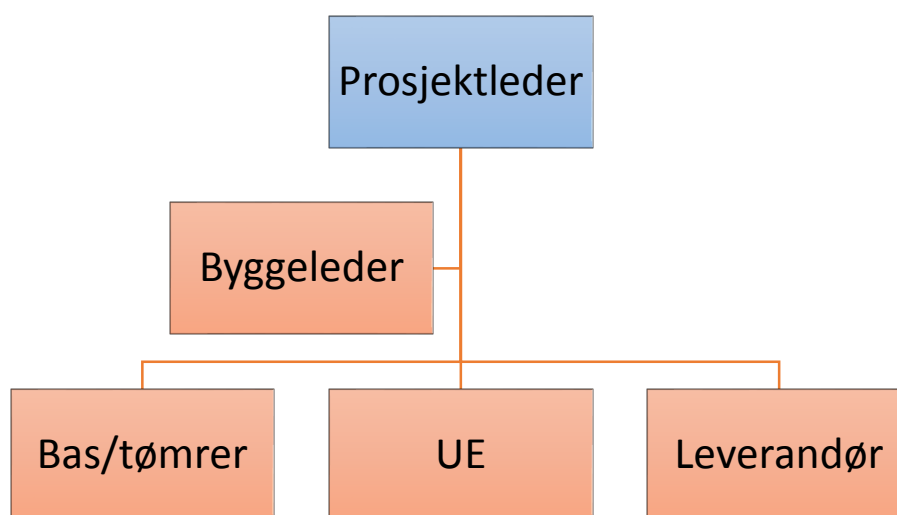 Prosjektleder
Byggeleder
Bas/tømrer
UE
Leverandør